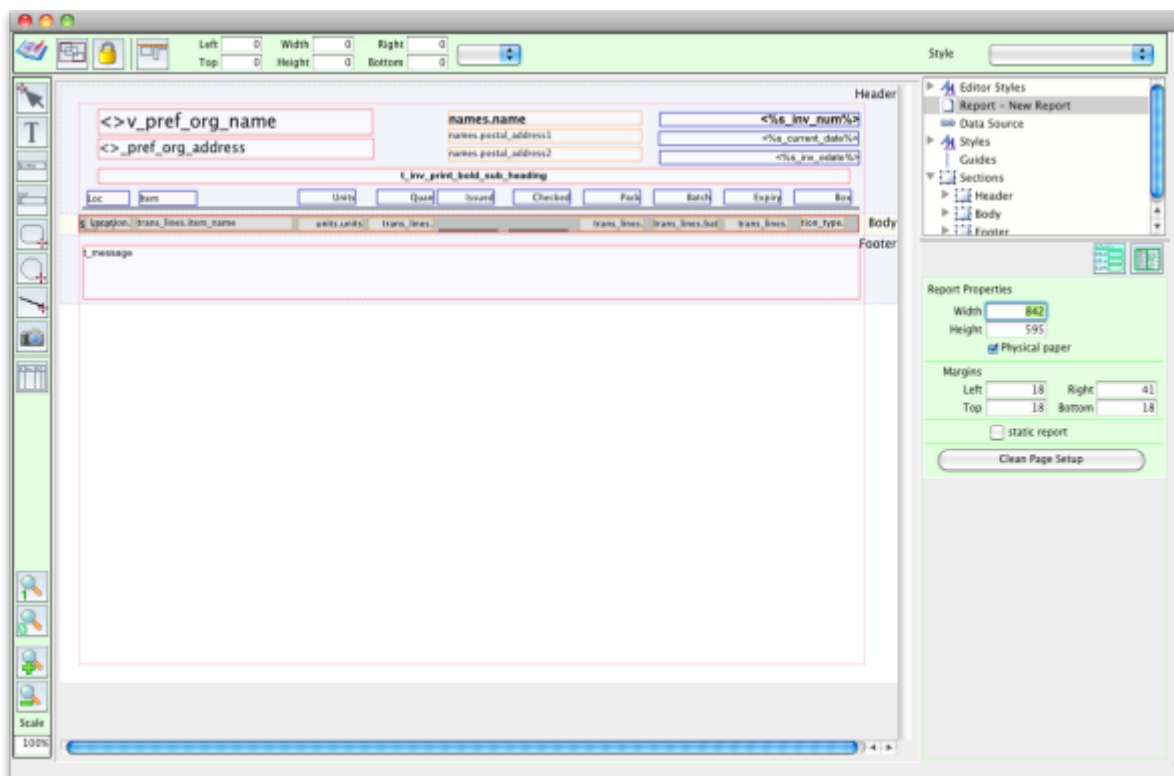 Left 0 Width 0 Right 0
Top 0 Height 0 Bottom 0
Style
Header
<>v_pref_org_name
<>_pref_org_address
names.name
names.postal_address1
names.postal_address2
<%s_inv_num%>
<%s_current_date%>
<%s_inv_edate%>
t_inv_print_bold_sub_heading
Loc Item Units Quan Issued Checked Pack Batch Expiry Box
trans_lines.item_name units.units trans_lines. trans_lines. trans_lines.bat trans_lines. tion_type. Body
Footer
t_message
Editor Styles
Report - New Report
Data Source
Styles
Guides
Sections
Header
Body
Footer
Report Properties
Width 842
Height 595
Physical paper
Margins
Left 18 Right 41
Top 18 Bottom 18
static report
Clean Page Setup
T
1
Scale
100%